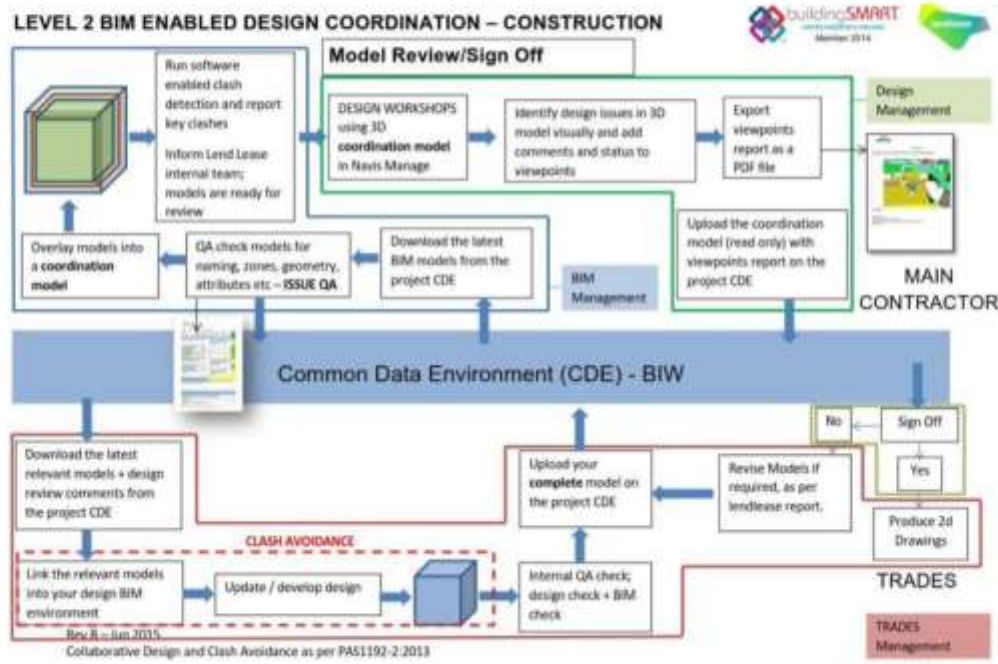 LEVEL 2 BIM ENABLED DESIGN COORDINATION – CONSTRUCTION
buildingSMART
Member 2014
Model Review/Sign Off
Run software
enabled clash
detection and report
key clashes
Inform Lend Lease
internal team;
models are ready for
review
DESIGN WORKSHOPS
using 3D
coordination model
in Navis Manage
Identify design issues in 3D
model visually and add
comments and status to
viewpoints
Export
viewpoints
report as a
PDF file
Design
Management
Overlay models into
a coordination
model
QA check models for
naming, zones, geometry,
attributes etc – ISSUE QA
Download the latest
BIM models from the
project CDE
BIM
Management
Upload the coordination
model (read only) with
viewpoints report on the
project CDE
MAIN
CONTRACTOR
Common Data Environment (CDE) - BIW
Download the latest
relevant models + design
review comments from
the project CDE
Upload your
complete model on
the project CDE
Revise Models if
required, as per
lendlease report.
No
Sign Off
Yes
Produce 2d
Drawings
CLASH AVOIDANCE
Link the relevant models
into your design BIM
environment
Update / develop design
Internal QA check;
design check + BIM
check
TRADES
TRADES
Management
Rev B – Jun 2015
Collaborative Design and Clash Avoidance as per PAS1192-2:2013